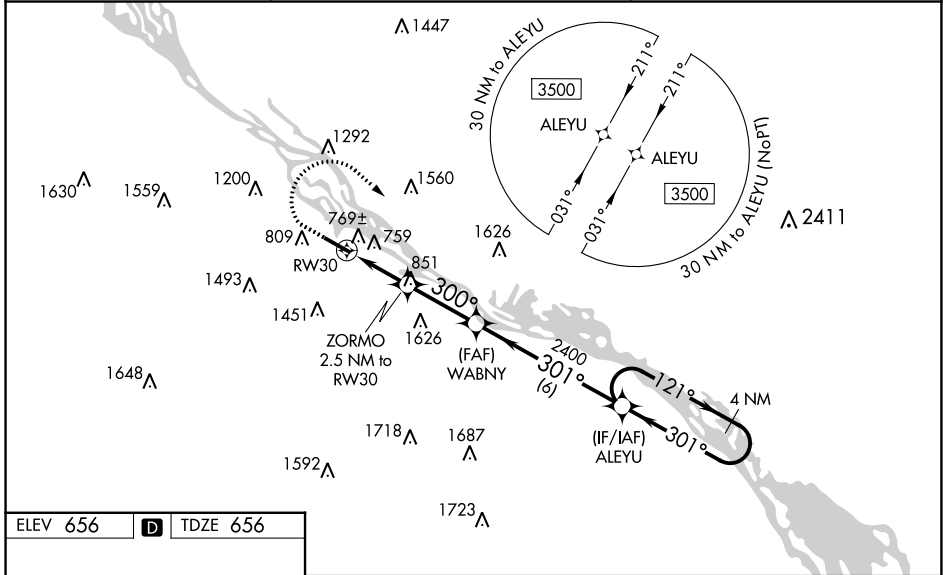 1447
30 NM to ALEYU
211°
3500
ALEYU
031°
211°
ALEYU
3500
031°
30 NM to ALEYU (NoPT)
2411
1292
1630
1559
1200
1560
769±
809
759
1626
RW30
851
1493
300°
1451
ZORMO
2.5 NM to
RW30
1626
(FAF)
WABNY
2400
301°
(6)
121°
4 NM
301°
(IF/IAF)
ALEYU
1648
1718
1687
1592
1723
ELEV 656 D TDZE 656